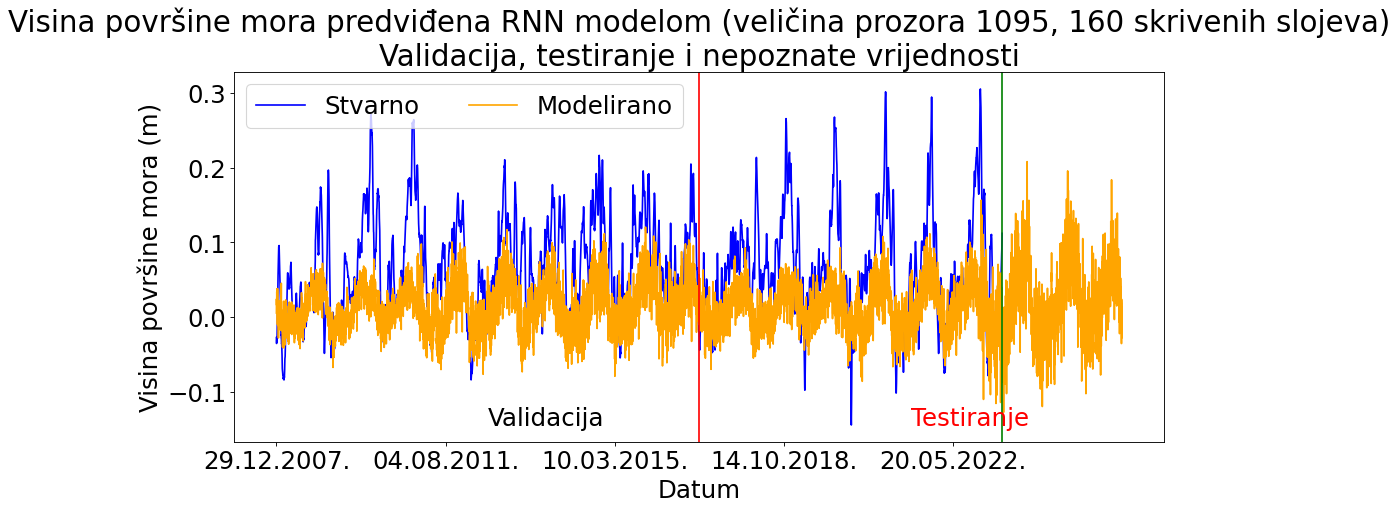 Visina površine mora predviđena RNN modelom (veličina prozora 1095, 160 skrivenih slojeva)
Validacija, testiranje i nepoznate vrijednosti
Stvarno Modelirano
Visina površine mora (m)
0.3
0.2
0.1
0.0
−0.1
Validacija Testiranje
29.12.2007. 04.08.2011. 10.03.2015. 14.10.2018. 20.05.2022.
Datum